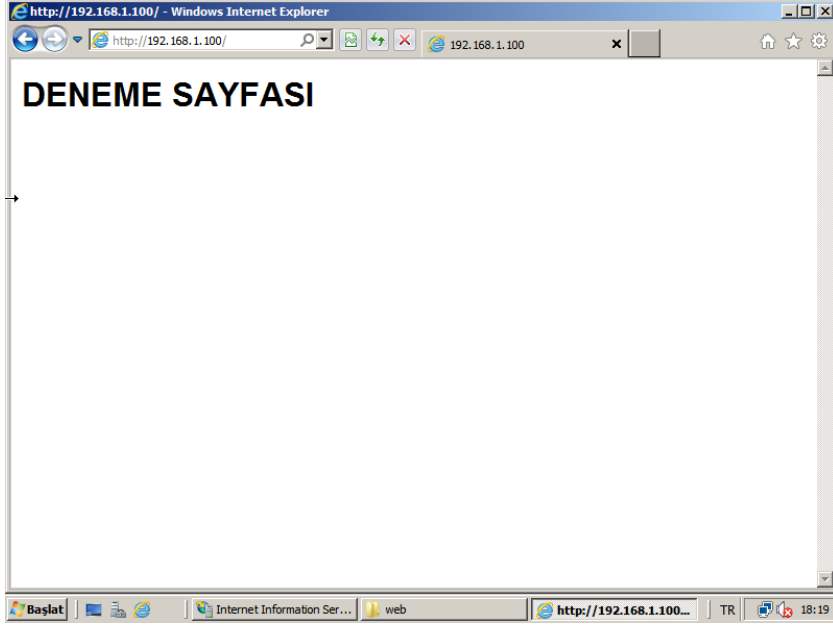 http://192.168.1.100/ - Windows Internet Explorer
http://192.168.1.100/
192.168.1.100
DENEME SAYFASI
Başlat
Internet Information Ser...
web
http://192.168.1.100...
TR
18:19